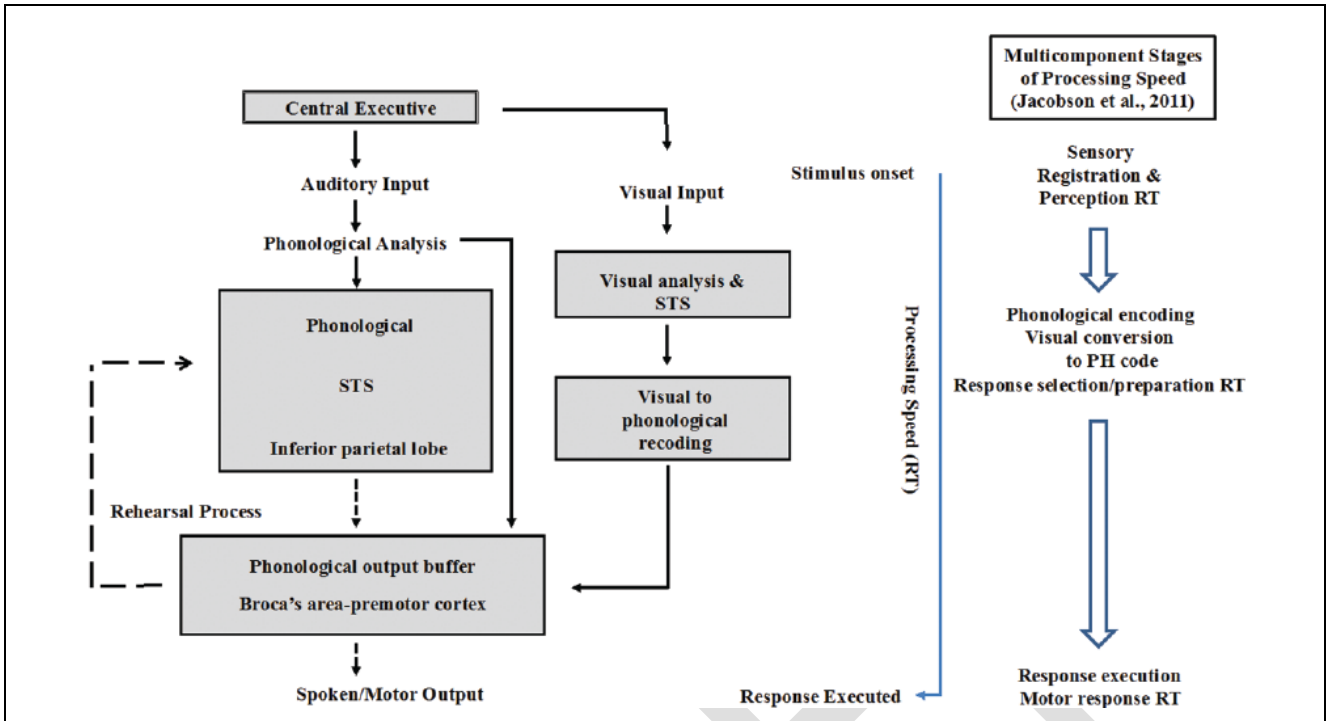 Central Executive
Auditory Input
Phonological Analysis
Phonological
STS
Inferior parietal lobe
Rehearsal Process
Phonological output buffer
Broca's area-premotor cortex
Spoken/Motor Output
Visual Input
Visual analysis &
STS
Visual to
phonological
recoding
Stimulus onset
Processing Speed (RT)
Response Executed
Multicomponent Stages
of Processing Speed
(Jacobson et al., 2011)
Sensory
Registration &
Perception RT
Phonological encoding
Visual conversion
to PH code
Response selection/preparation RT
Response execution
Motor response RT